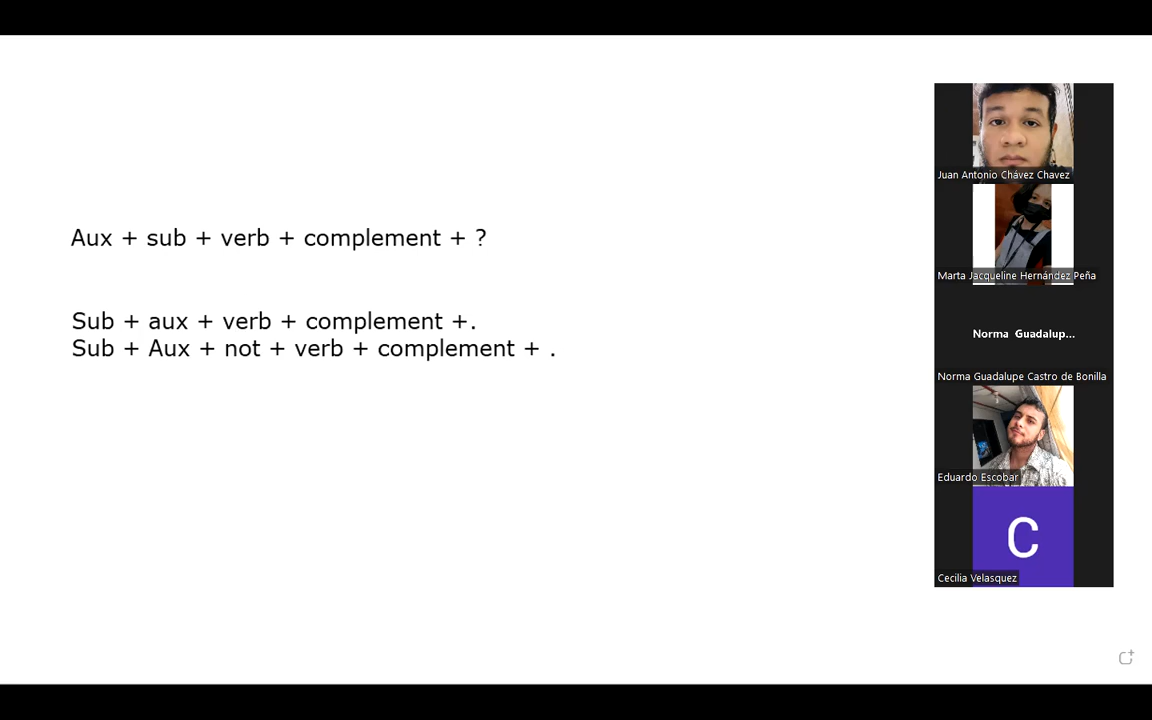 Aux + sub + verb + complement + ?
Sub + aux + verb + complement +.
Sub + Aux + not + verb + complement + .
Juan Antonio Chávez Chavez
Marta Jacqueline Hernández Peña
Norma Guadalup...
Norma Guadalupe Castro de Bonilla
Eduardo Escobar
C
Cecilia Velasquez